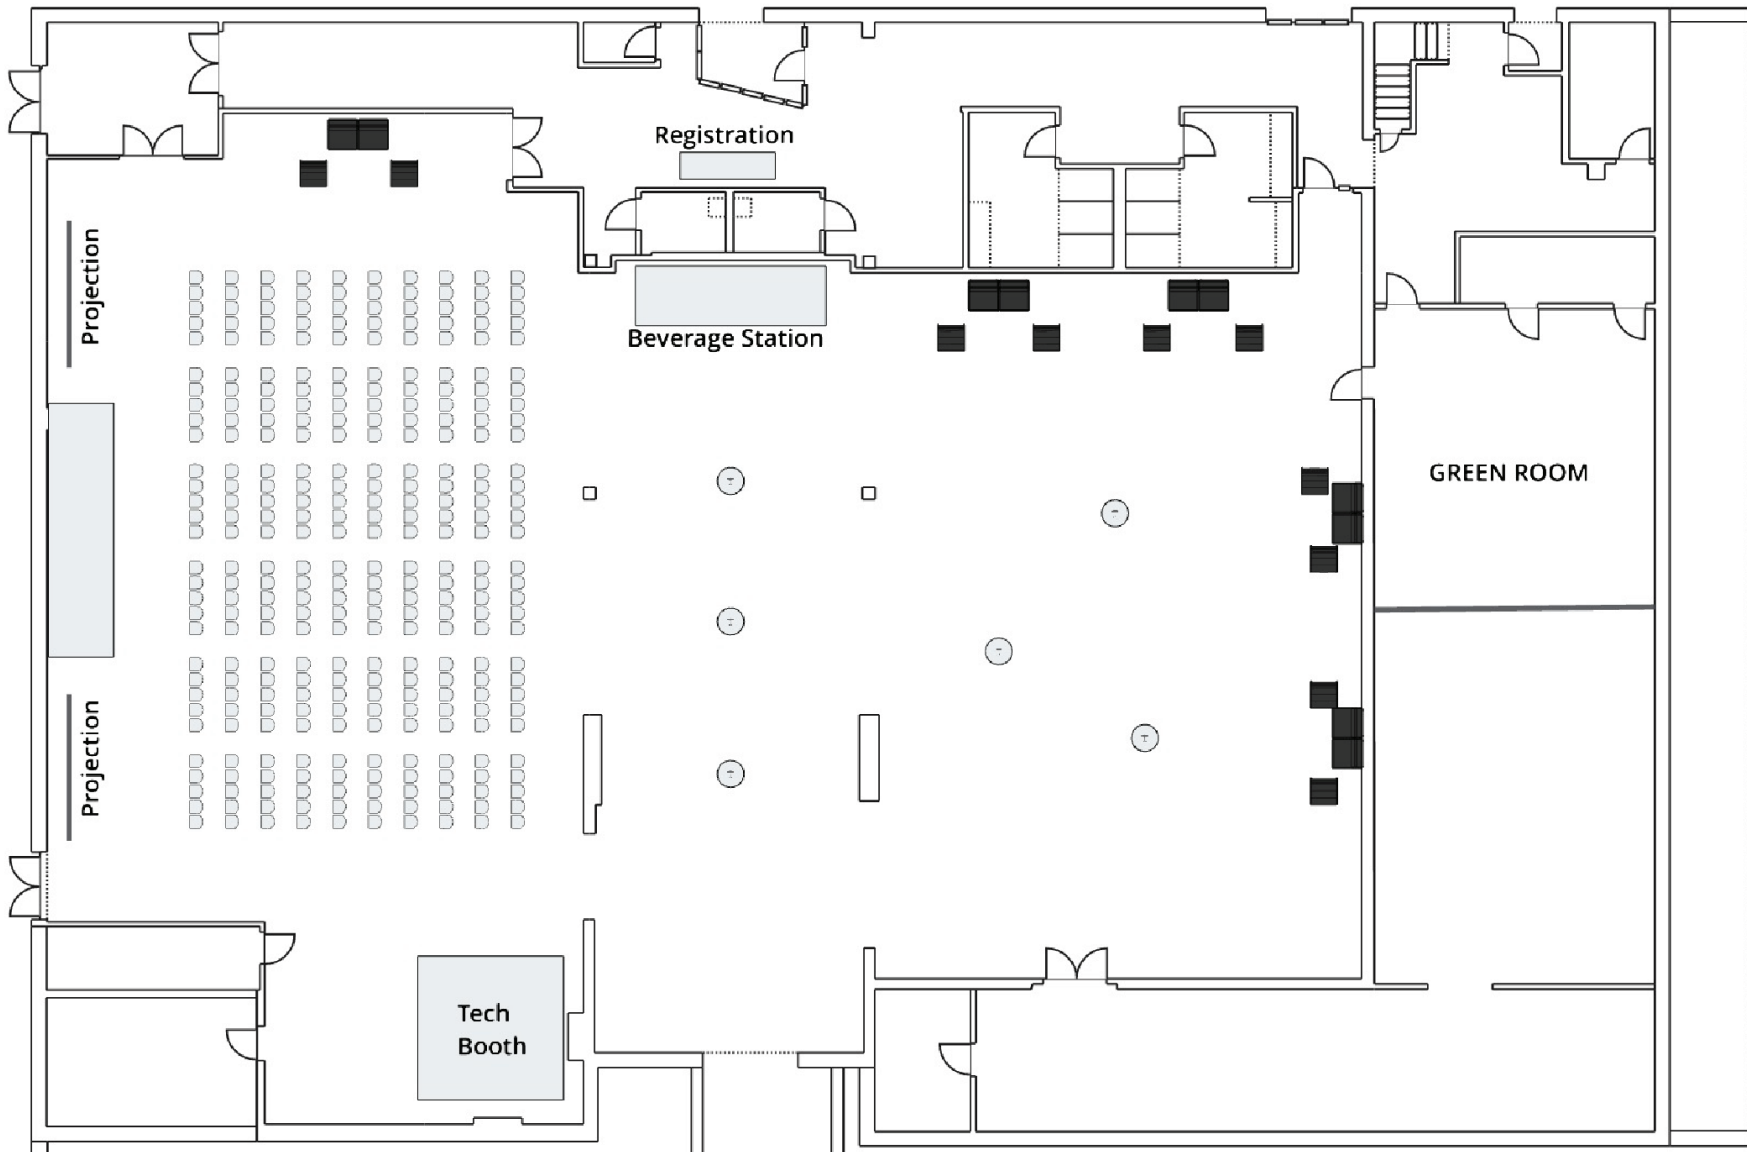 Registration
Projection
Beverage Station
GREEN ROOM
Projection
Tech
Booth